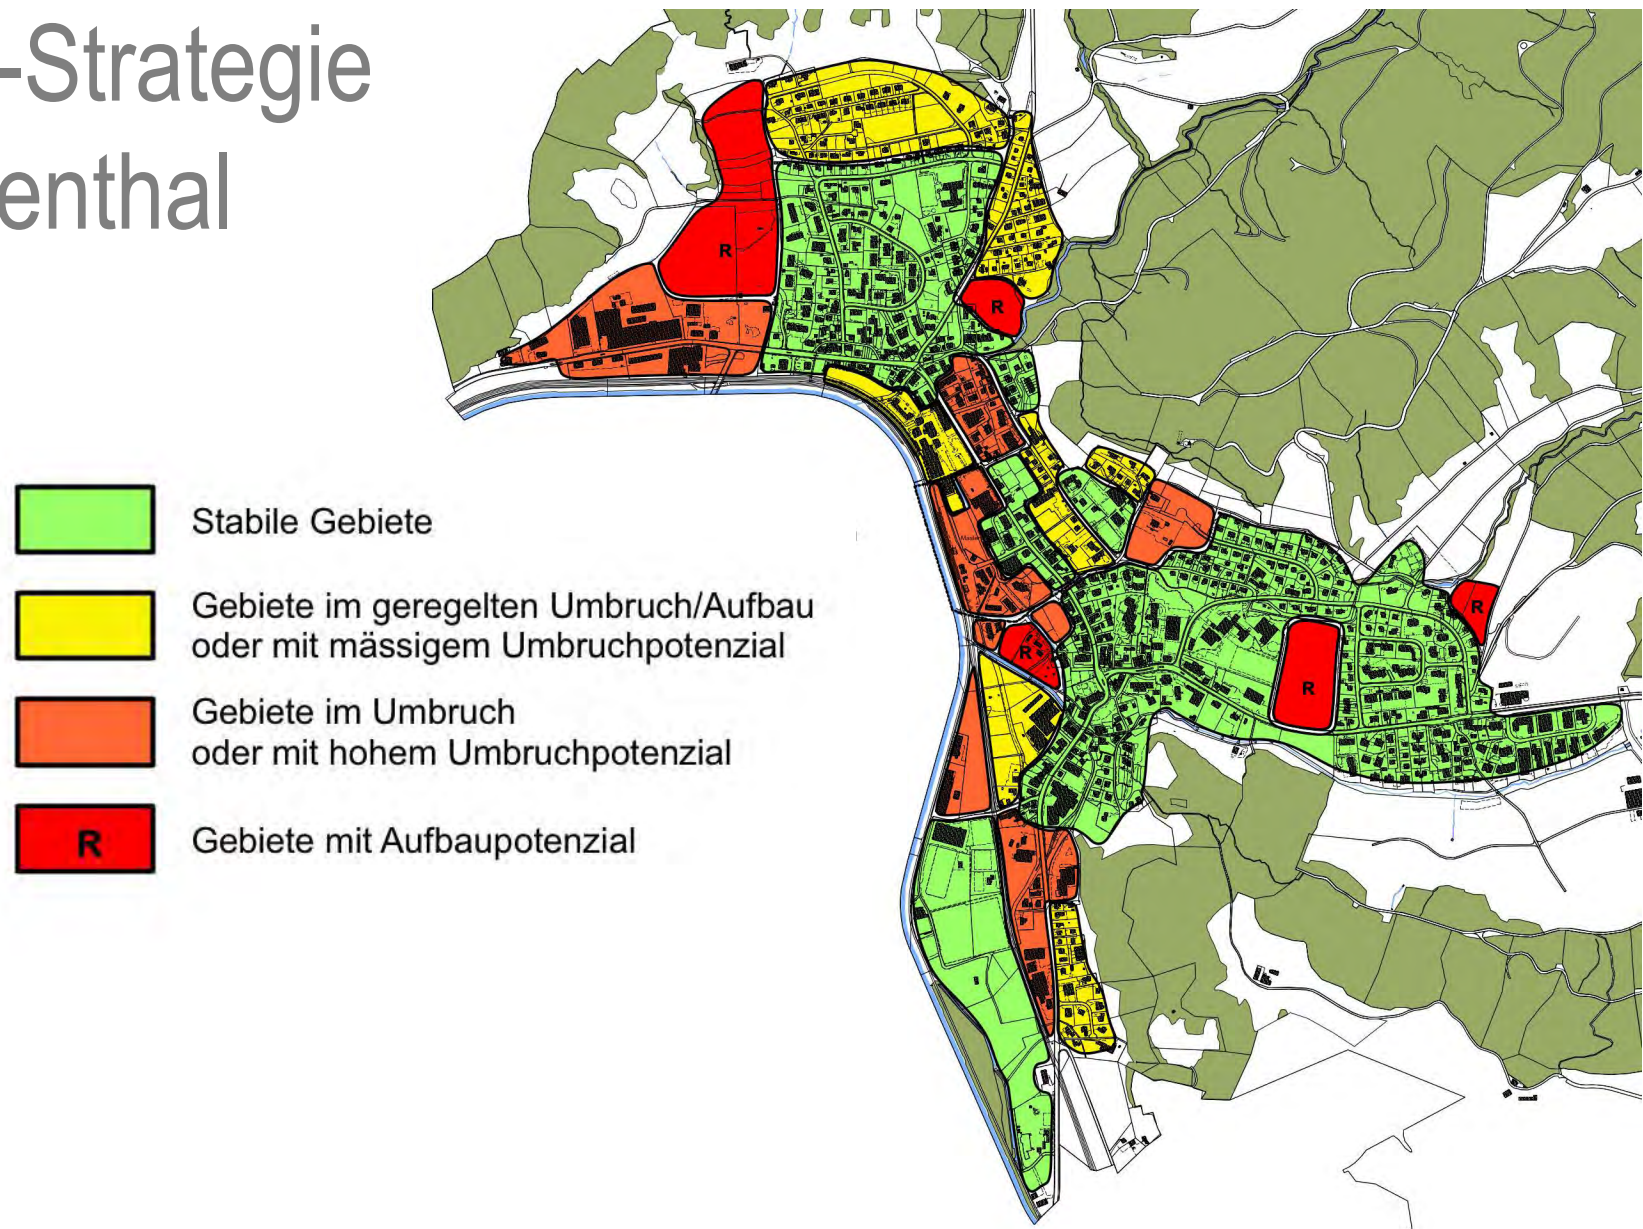 -Strategie
enthal
Stabile Gebiete
Gebiete im geregelten Umbruch/Aufbau
oder mit mässigem Umbruchpotenzial
Gebiete im Umbruch
oder mit hohem Umbruchpotenzial
R
Gebiete mit Aufbaupotenzial
R
R
R
R
R